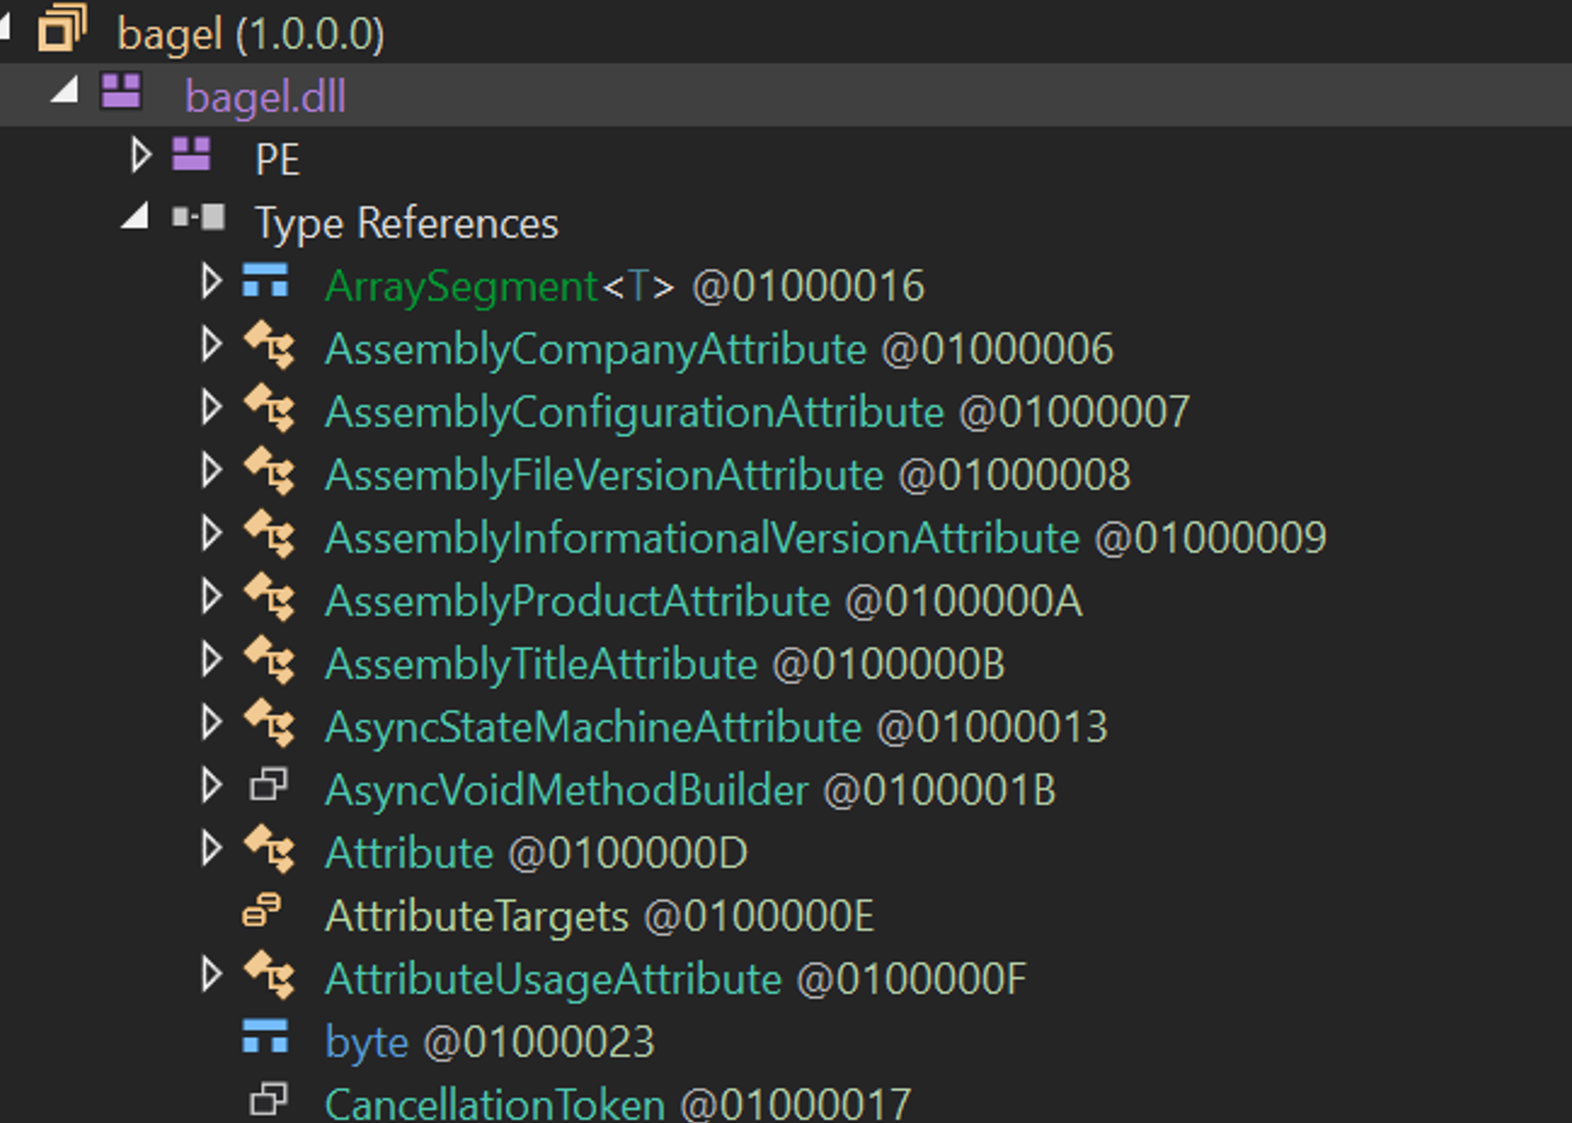 bagel (1.0.0.0)
bagel.dll
PE
Type References
ArraySegment<T> @01000016
AssemblyCompanyAttribute @01000006
AssemblyConfigurationAttribute @01000007
AssemblyFileVersionAttribute @01000008
AssemblyInformationalVersionAttribute @01000009
AssemblyProductAttribute @0100000A
AssemblyTitleAttribute @0100000B
AsyncStateMachineAttribute @01000013
AsyncVoidMethodBuilder @0100001B
Attribute @0100000D
AttributeTargets @0100000E
AttributeUsageAttribute @0100000F
byte @01000023
CancellationToken @01000017